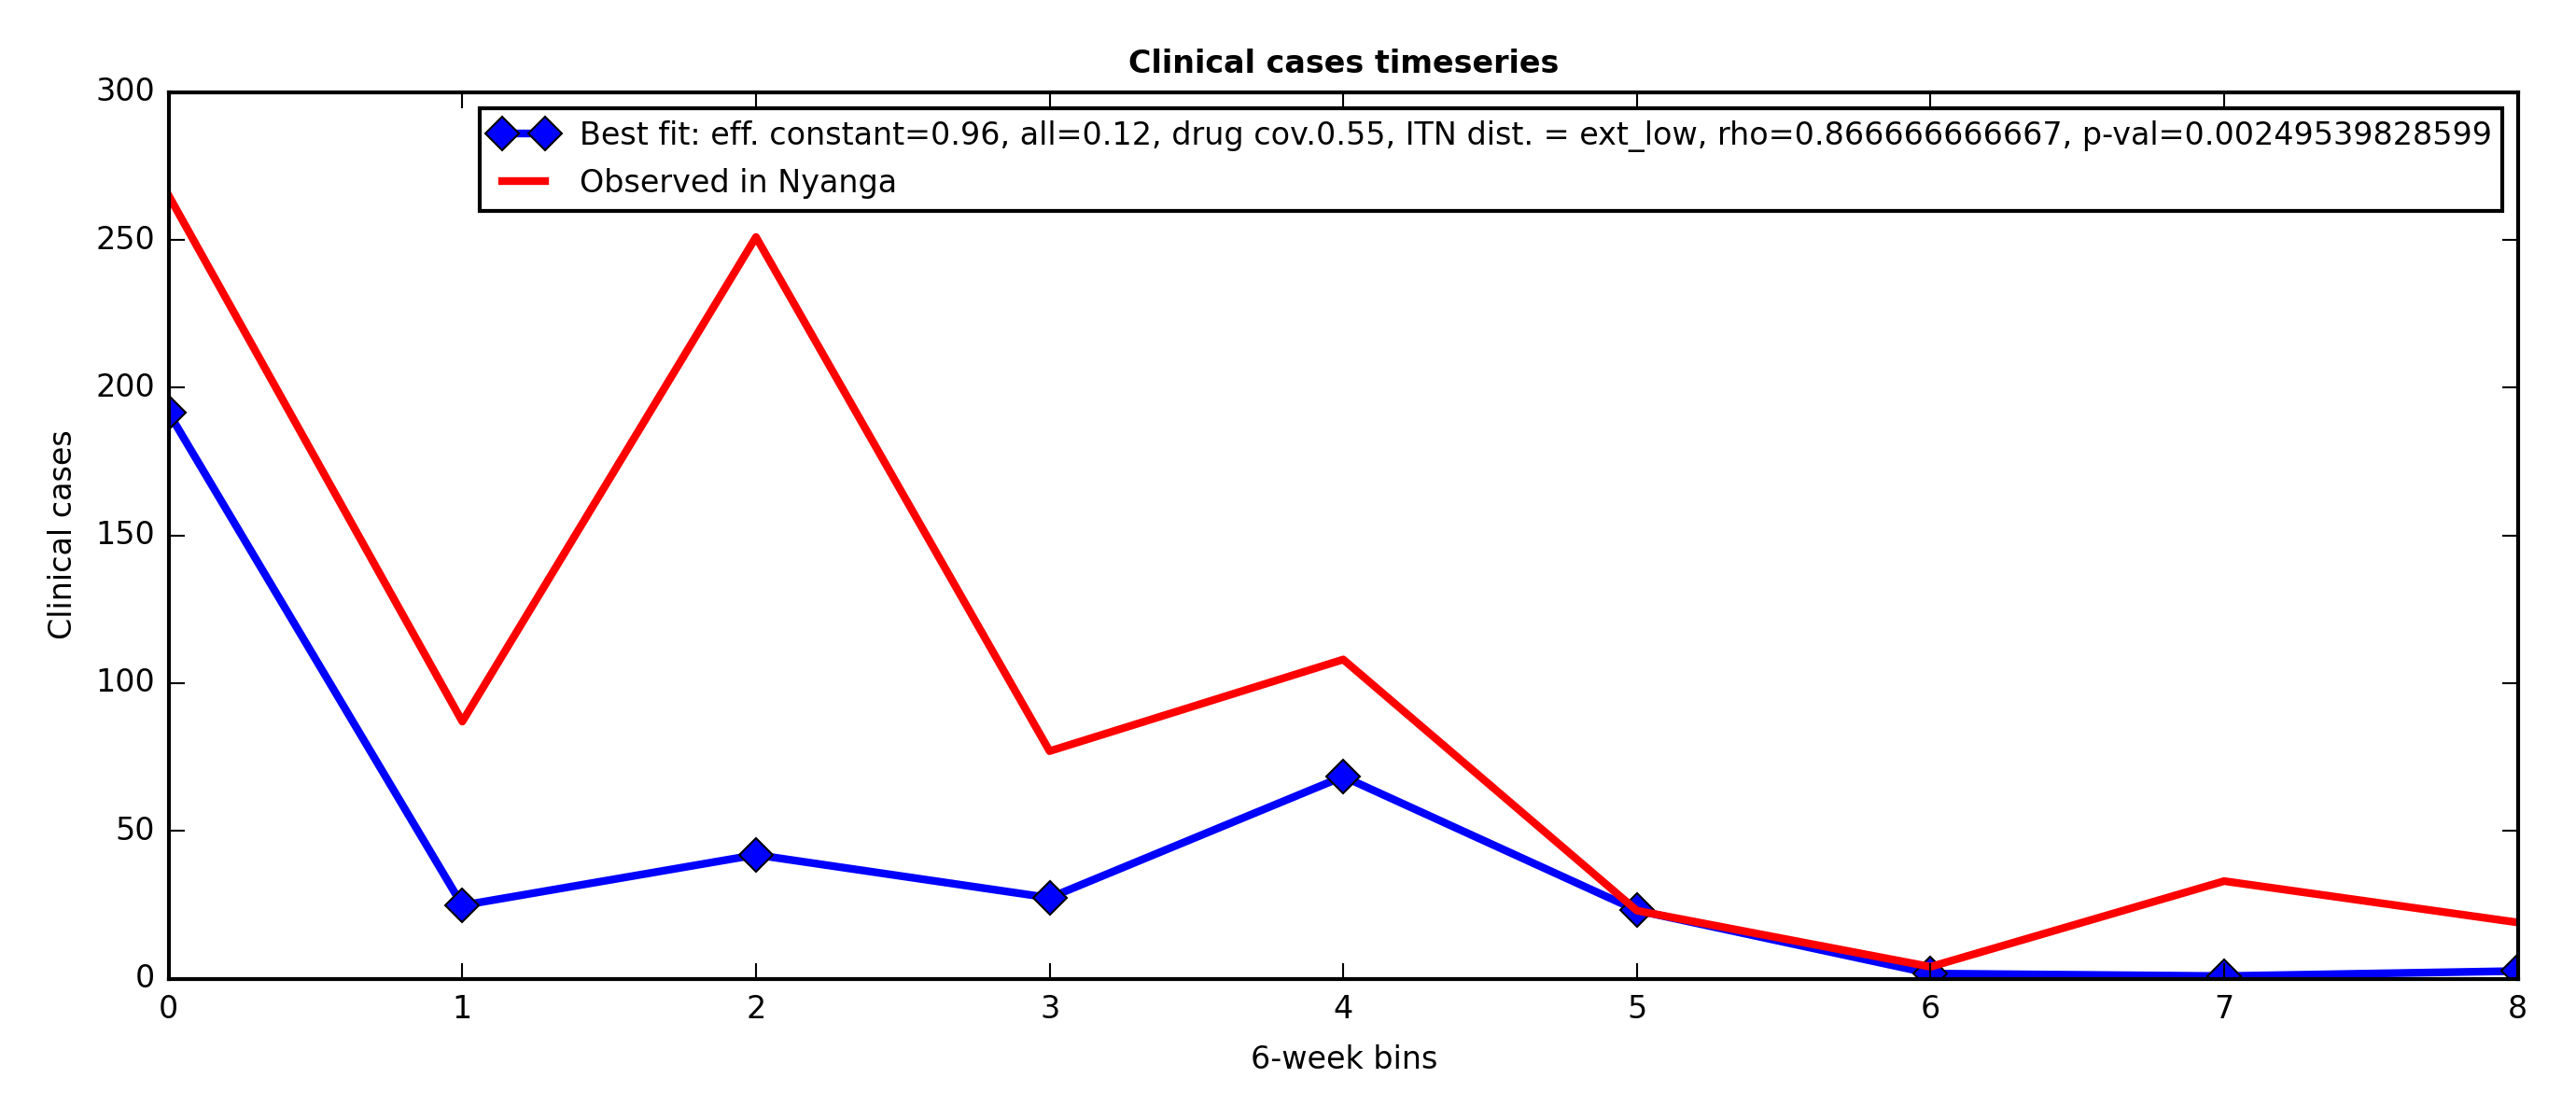 Clinical cases timeseries
300
250
200
150
100
50
0
Clinical cases
Best fit: eff. constant=0.96, all=0.12, drug cov.0.55, ITN dist. = ext_low, rho=0.866666666667, p-val=0.00249539828599
Observed in Nyanga
0 1 2 3 4 5 6 7 8
6-week bins